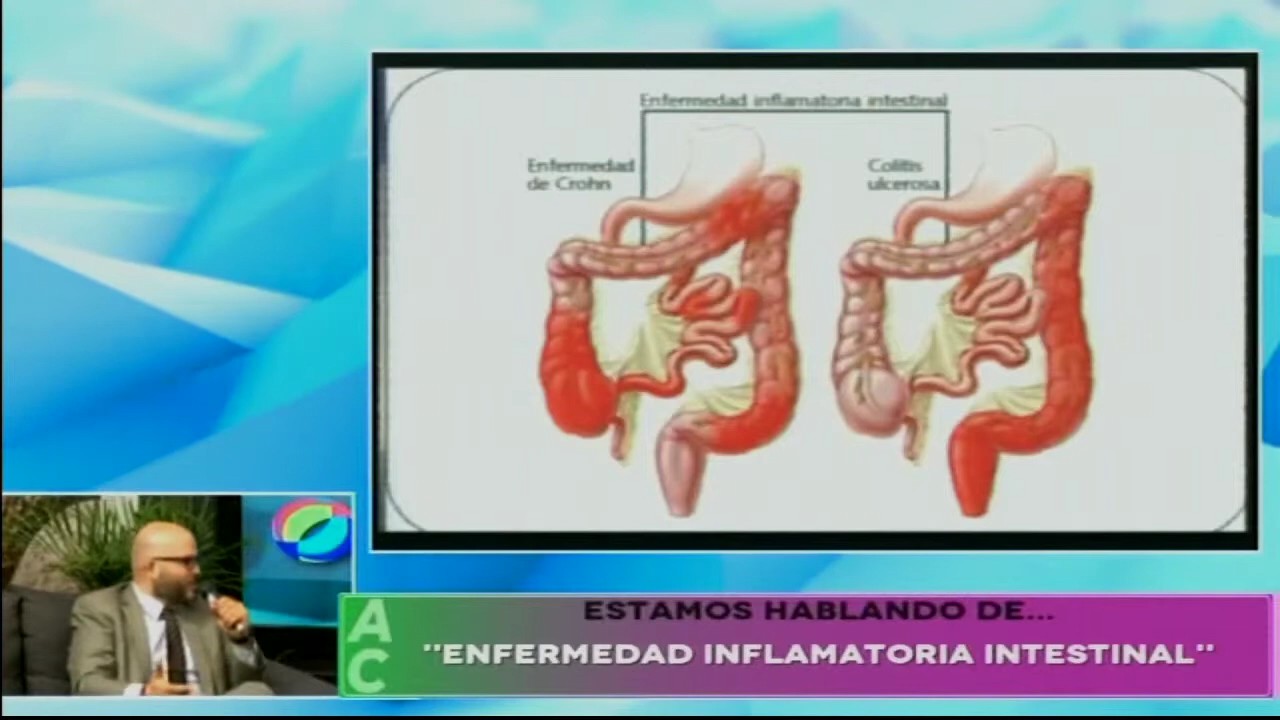 Enfermedad inflamatoria intestinal
Enfermedad
de Crohn
Colitis
ulcerosa
AC
ESTAMOS HABLANDO DE...
"ENFERMEDAD INFLAMATORIA INTESTINAL"